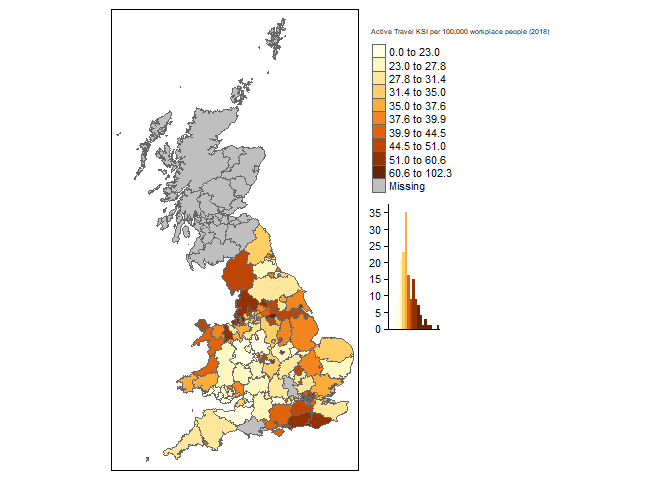 Active Travel KSI per 100,000 workplace people (2018)
0.0 to 23.0
23.0 to 27.8
27.8 to 31.4
31.4 to 35.0
35.0 to 37.6
37.6 to 39.9
39.9 to 44.5
44.5 to 51.0
51.0 to 60.6
60.6 to 102.3
Missing
35
30
25
20
15
10
5
0